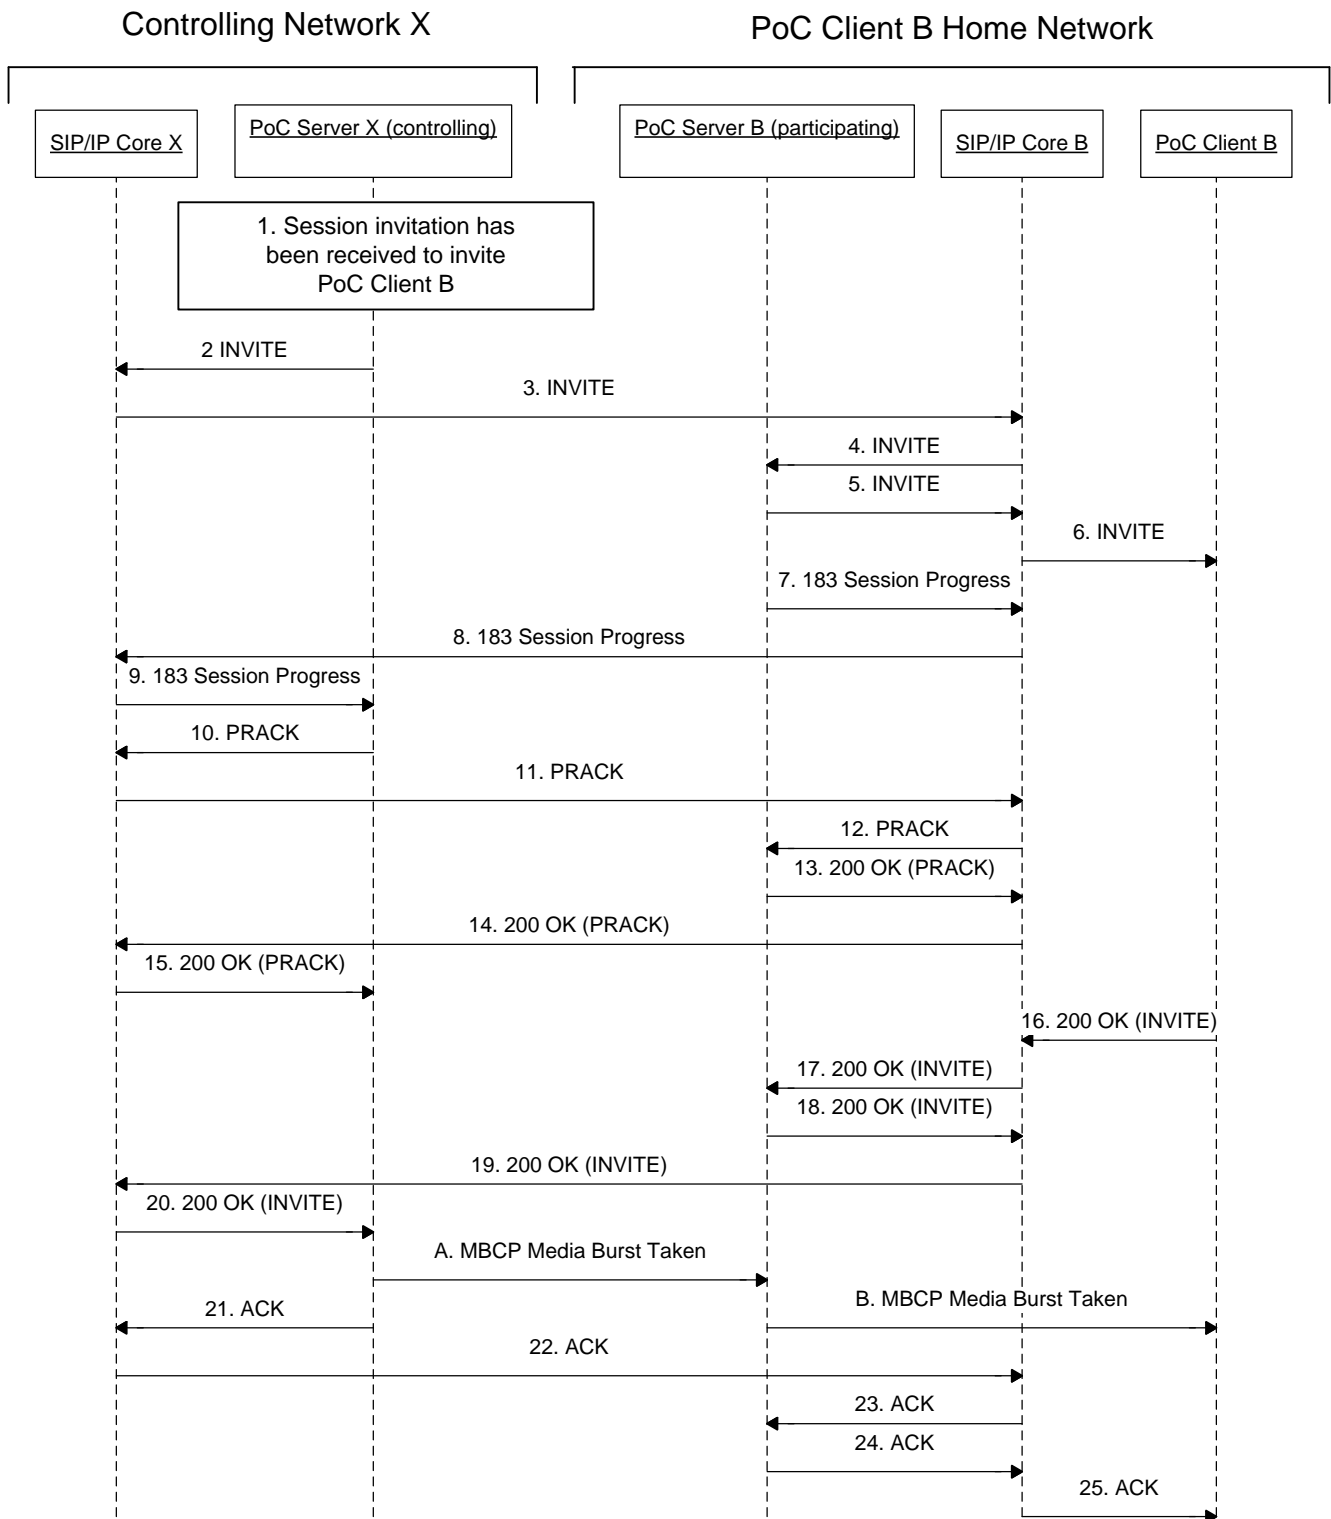 Controlling Network X
PoC Client B Home Network
SIP/IP Core X
PoC Server X (controlling)
PoC Server B (participating)
SIP/IP Core B
PoC Client B
1. Session invitation has
been received to invite
PoC Client B
2 INVITE
3. INVITE
4. INVITE
5. INVITE
6. INVITE
7. 183 Session Progress
8. 183 Session Progress
9. 183 Session Progress
10. PRACK
11. PRACK
12. PRACK
13. 200 OK (PRACK)
14. 200 OK (PRACK)
15. 200 OK (PRACK)
16. 200 OK (INVITE)
17. 200 OK (INVITE)
18. 200 OK (INVITE)
19. 200 OK (INVITE)
20. 200 OK (INVITE)
A. MBCP Media Burst Taken
B. MBCP Media Burst Taken
21. ACK
22. ACK
23. ACK
24. ACK
25. ACK